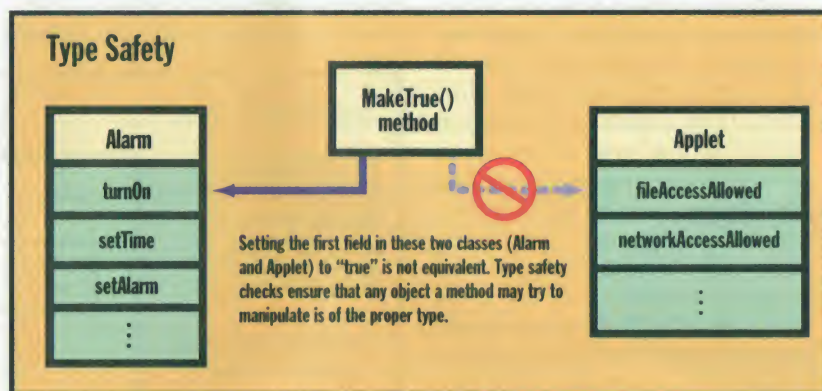 Type Safety
MakeTrue()
method
Alarm
turnOn
setTime
setAlarm
⋮
Setting the first field in these two classes (Alarm
and Applet) to “true” is not equivalent. Type safety
checks ensure that any object a method may try to
manipulate is of the proper type.
Applet
fileAccessAllowed
networkAccessAllowed
⋮